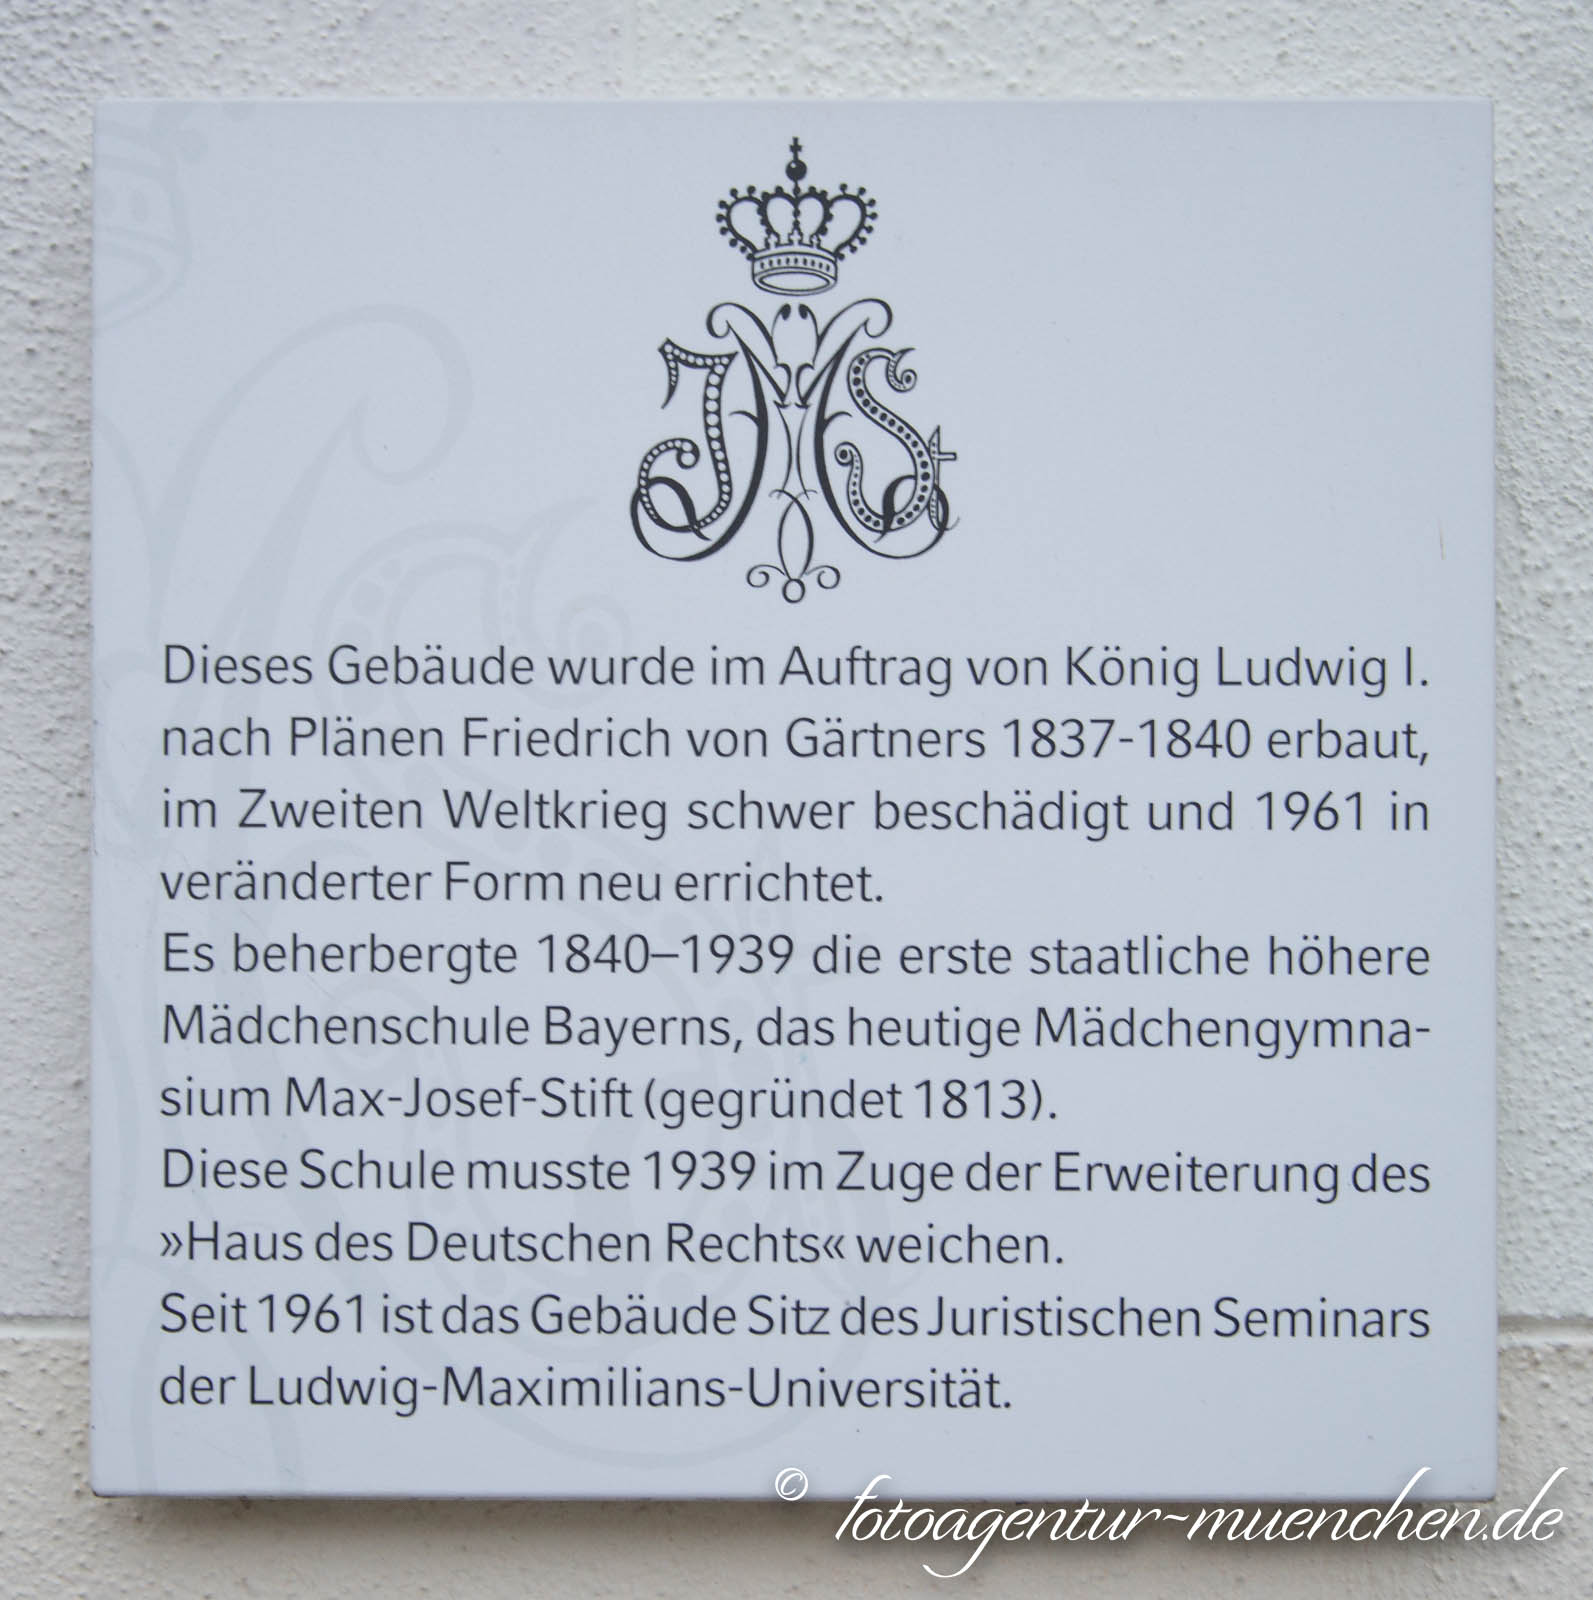 JMS
Dieses Gebäude wurde im Auftrag von König Ludwig I.
nach Plänen Friedrich von Gärtners 1837-1840 erbaut,
im Zweiten Weltkrieg schwer beschädigt und 1961 in
veränderter Form neu errichtet.
Es beherbergte 1840–1939 die erste staatliche höhere
Mädchenschule Bayerns, das heutige Mädchengymna-
sium Max-Josef-Stift (gegründet 1813).
Diese Schule musste 1939 im Zuge der Erweiterung des
»Haus des Deutschen Rechts« weichen.
Seit 1961 ist das Gebäude Sitz des Juristischen Seminars
der Ludwig-Maximilians-Universität.
© fotoagentur-muenchen.de